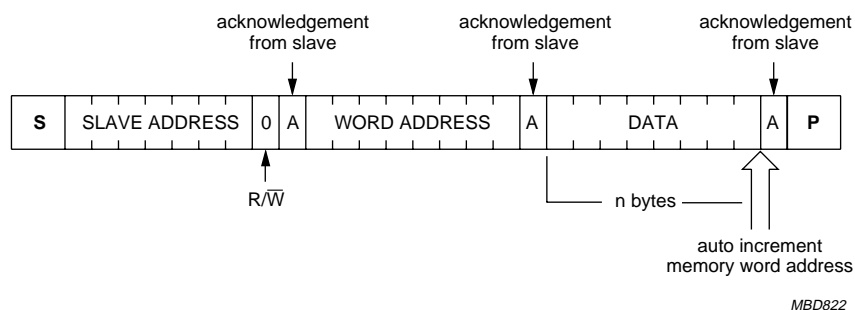 acknowledgement from slave
acknowledgement from slave
acknowledgement from slave
S SLAVE ADDRESS 0 A WORD ADDRESS A DATA A P
R/W̅
n bytes
auto increment
memory word address
MBD822